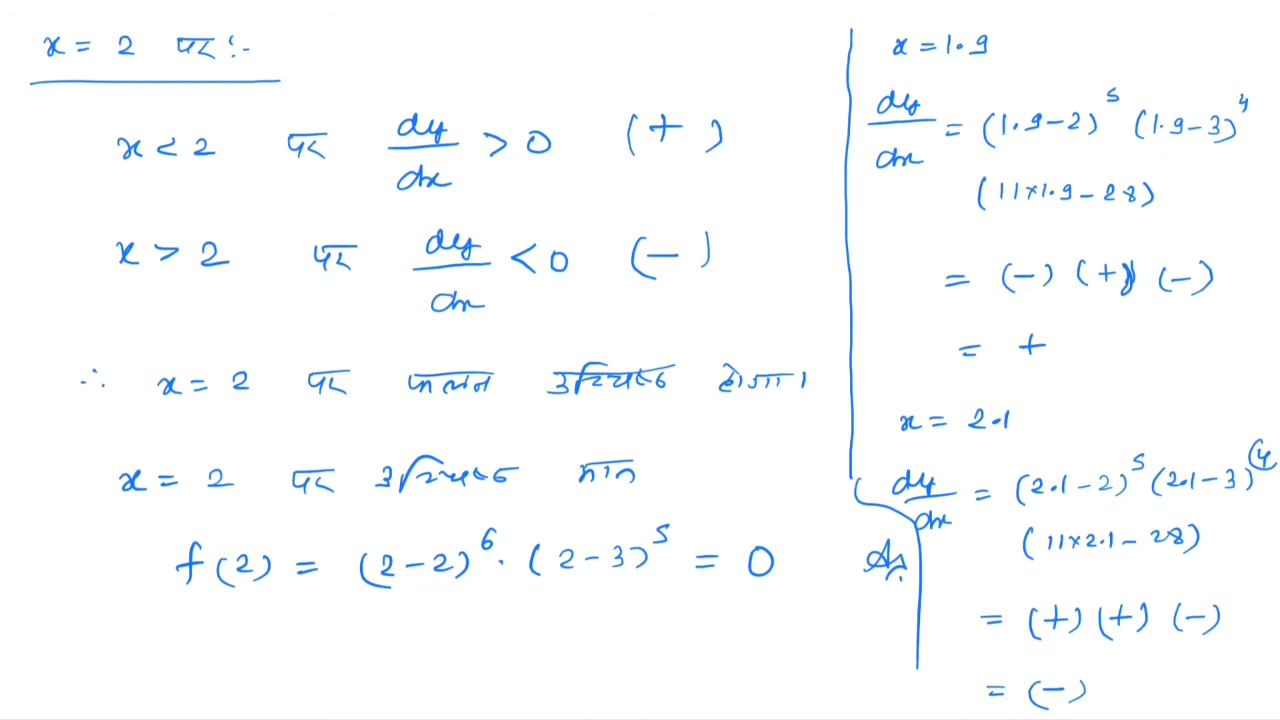 x = 2 पर :-
x < 2 पर dy/dx > 0 (+)
x > 2 पर dy/dx < 0 (-)
∴ x = 2 पर फलन उच्चिष्ठ होगा।
x = 2 पर उच्चिष्ठ मान
f(2) = (2-2)⁶ · (2-3)⁵ = 0 An.
x = 1.9
dy/dx = (1.9-2)⁵ (1.9-3)⁴
(11×1.9-28)
= (-) (+) (-)
= +
x = 2.1
dy/dx = (2.1-2)⁵ (2.1-3)⁴
(11×2.1-28)
= (+) (+) (-)
= (-)